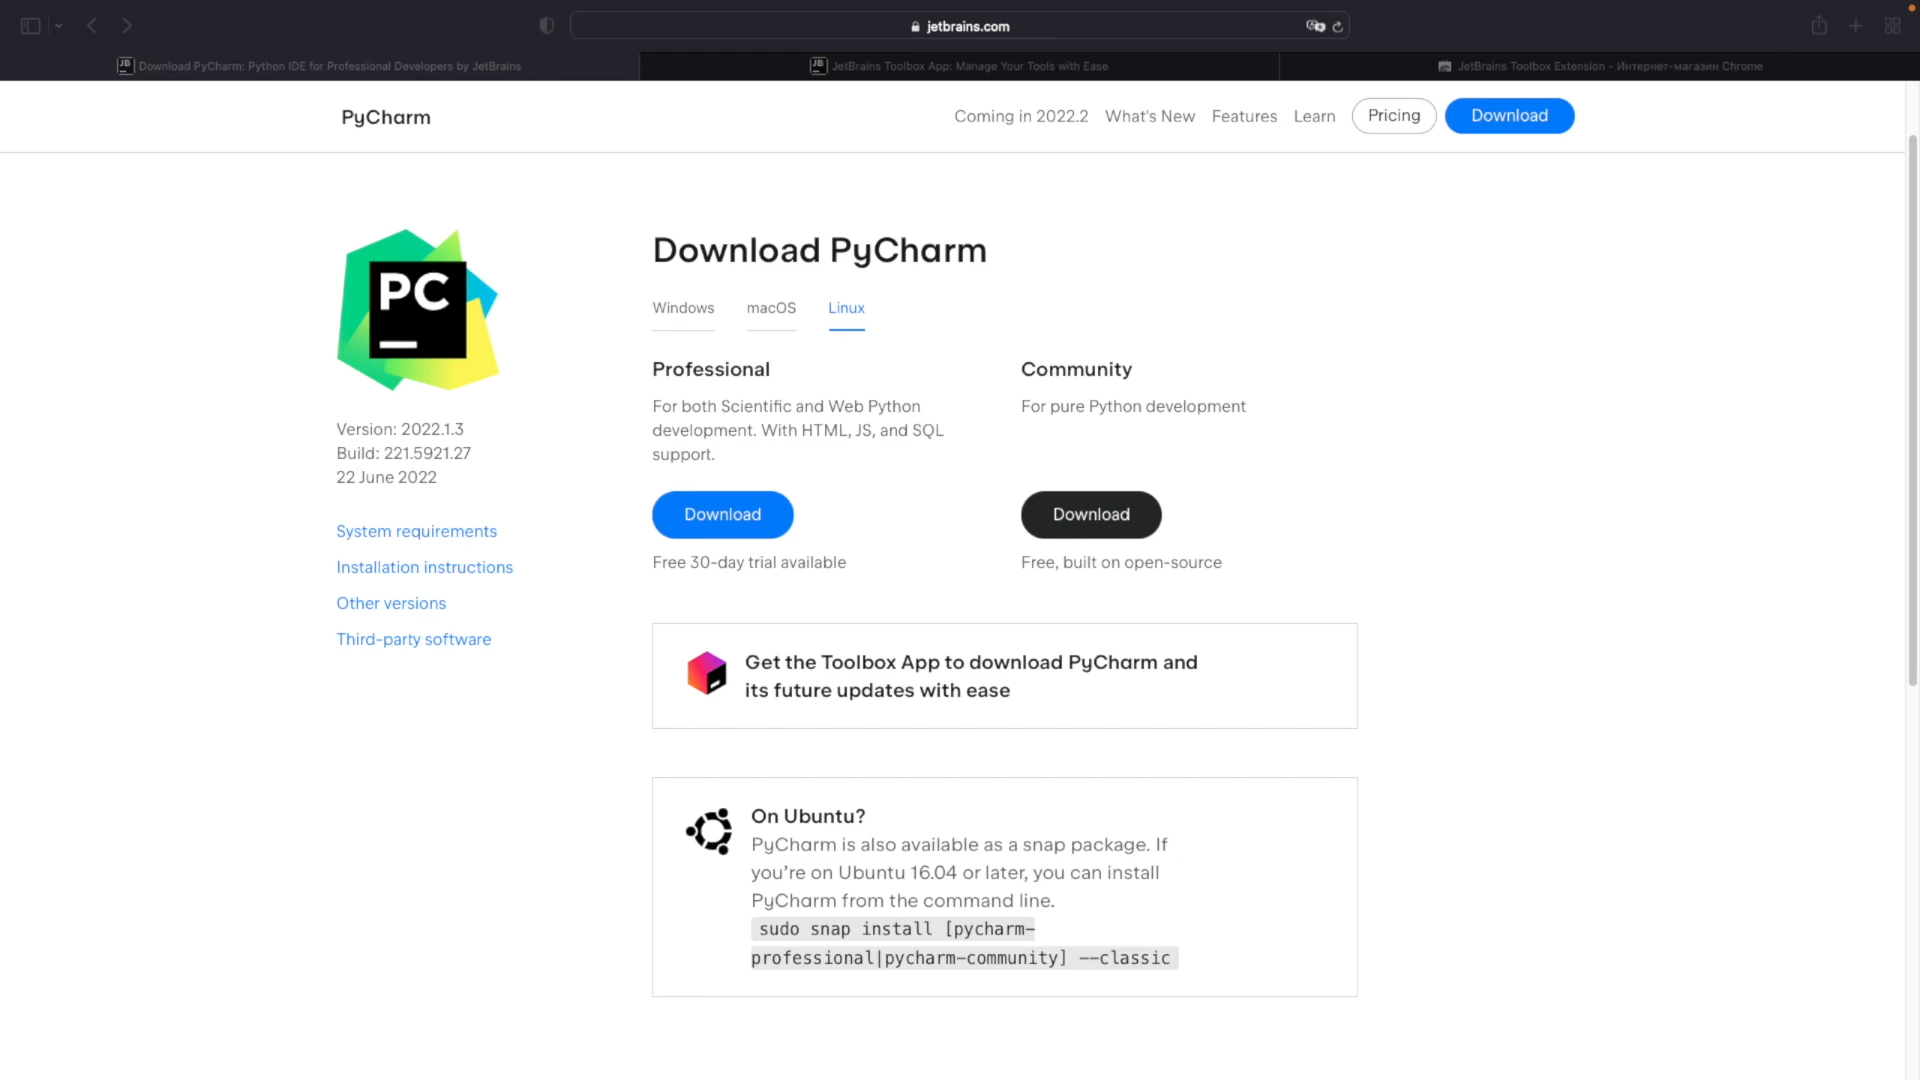 jetbrains.com
Download PyCharm: Python IDE for Professional Developers by JetBrains
JetBrains Toolbox App: Manage Your Tools with Ease
JetBrains Toolbox Extension - Интернет-магазин Chrome
PyCharm
Coming in 2022.2
What's New
Features
Learn
Pricing
Download
PC
Version: 2022.1.3
Build: 221.5921.27
22 June 2022
System requirements
Installation instructions
Other versions
Third-party software
Download PyCharm
Windows
macOS
Linux
Professional
For both Scientific and Web Python
development. With HTML, JS, and SQL
support.
Download
Free 30-day trial available
Community
For pure Python development
Download
Free, built on open-source
Get the Toolbox App to download PyCharm and
its future updates with ease
On Ubuntu?
PyCharm is also available as a snap package. If
you’re on Ubuntu 16.04 or later, you can install
PyCharm from the command line.
sudo snap install [pycharm-
professional|pycharm-community] --classic